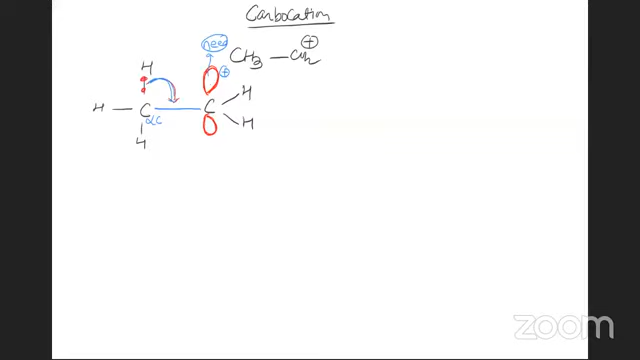 Carbocation
need
CH3 — CH2 ⊕
H ⊕
H — C — C H
αC H
H
zoom